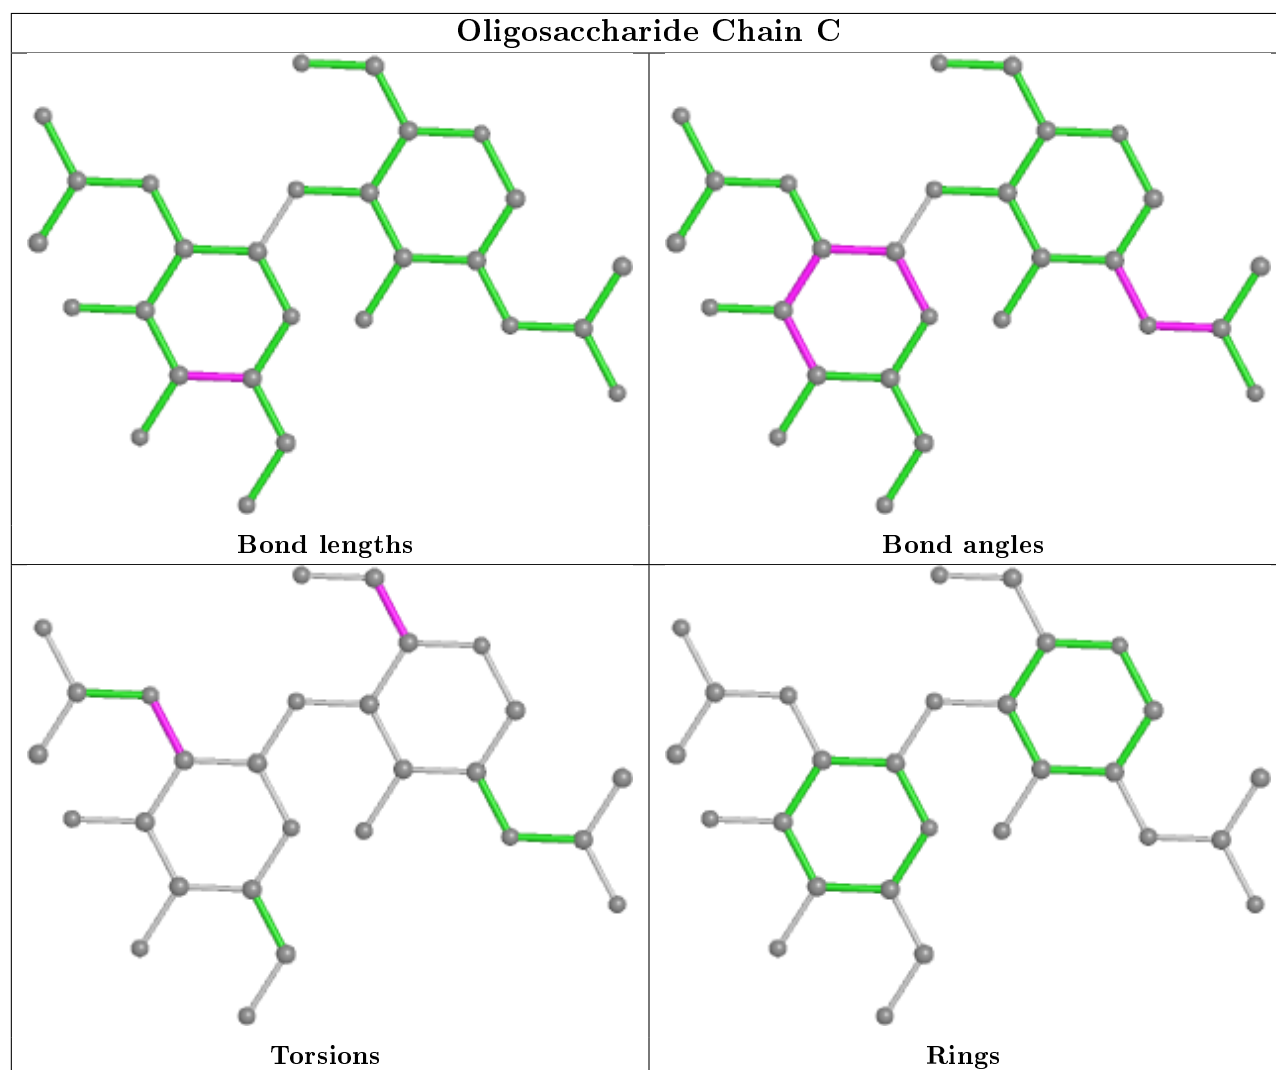 Oligosaccharide Chain C
Bond lengths
Bond angles
Torsions
Rings